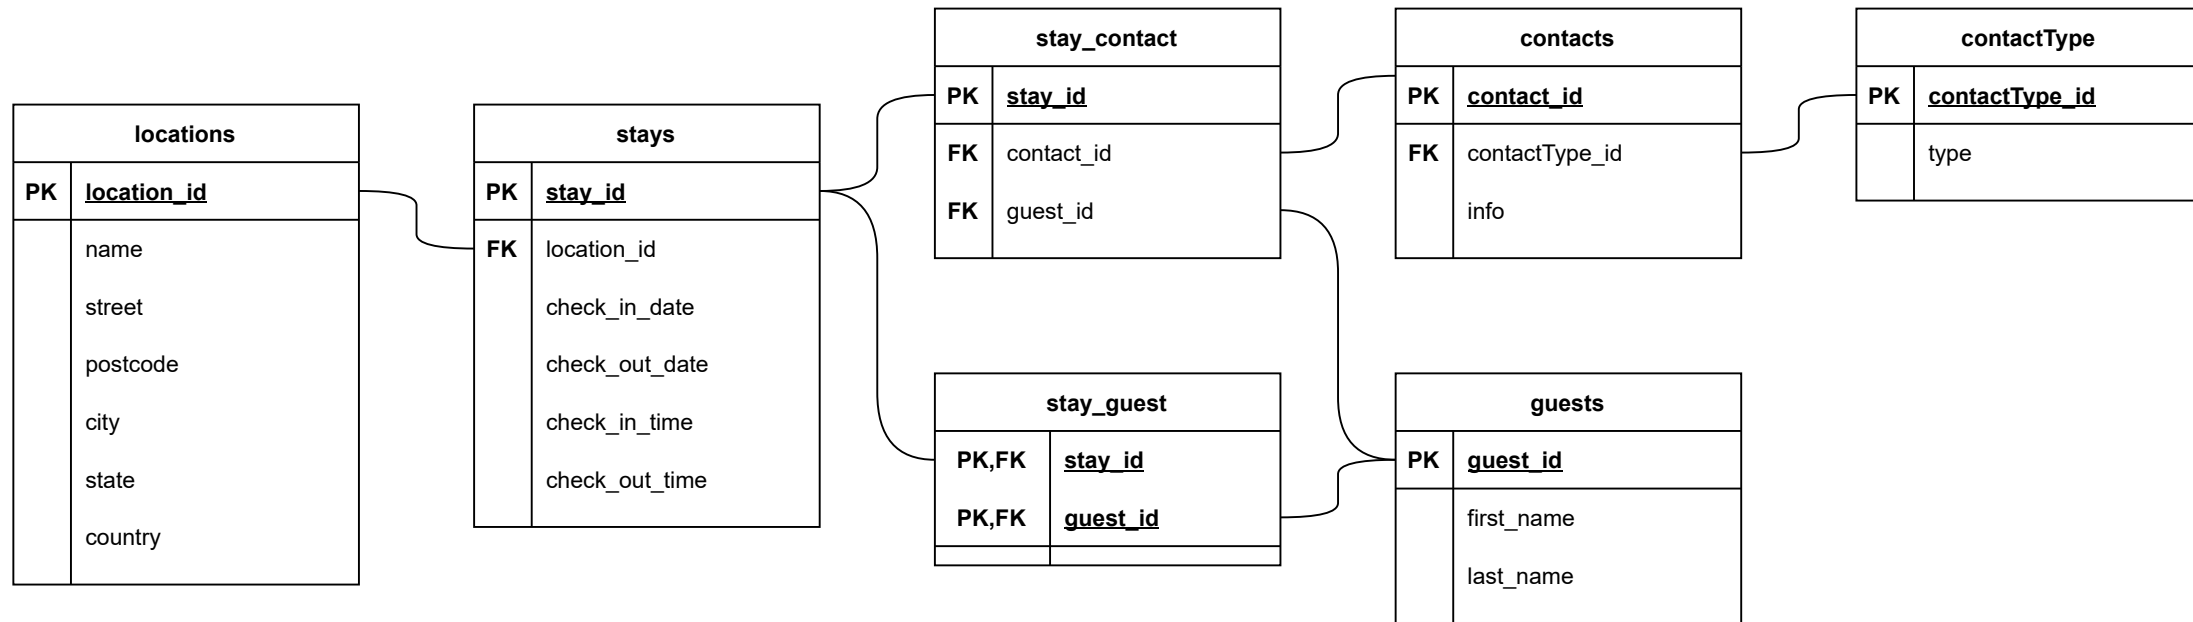 locations
PK location_id
name
street
postcode
city
state
country
stays
PK stay_id
FK location_id
check_in_date
check_out_date
check_in_time
check_out_time
stay_contact
PK stay_id
FK contact_id
FK guest_id
stay_guest
PK,FK stay_id
PK,FK guest_id
contacts
PK contact_id
FK contactType_id
info
guests
PK guest_id
first_name
last_name
contactType
PK contactType_id
type